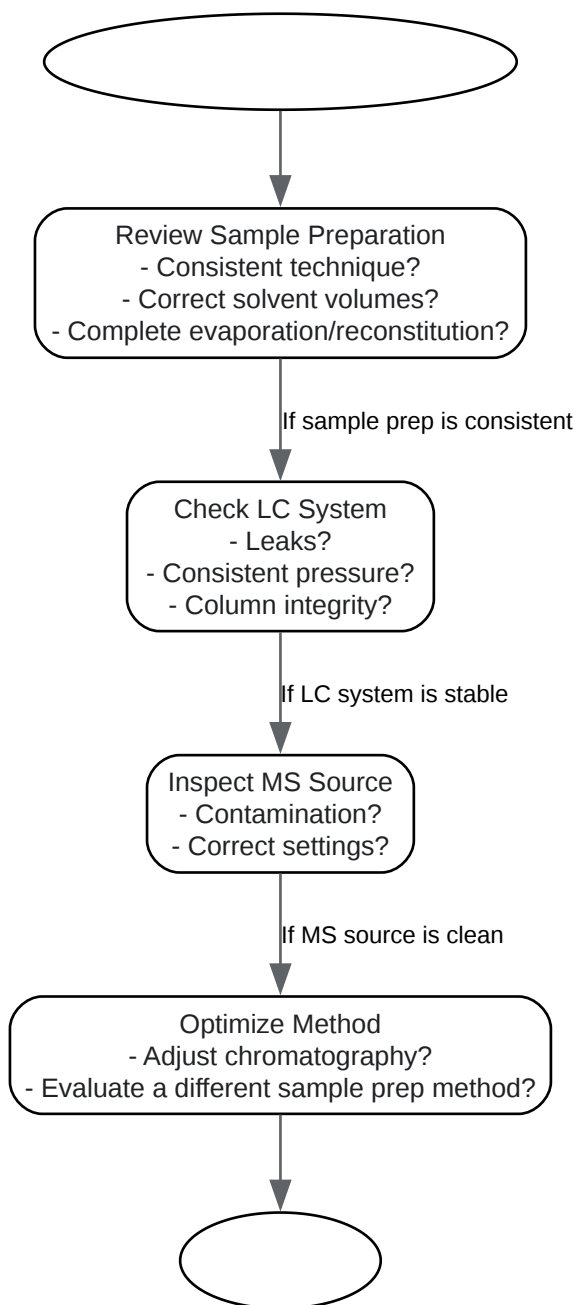 Review Sample Preparation
- Consistent technique?
- Correct solvent volumes?
- Complete evaporation/reconstitution?
If sample prep is consistent
Check LC System
- Leaks?
- Consistent pressure?
- Column integrity?
If LC system is stable
Inspect MS Source
- Contamination?
- Correct settings?
If MS source is clean
Optimize Method
- Adjust chromatography?
- Evaluate a different sample prep method?